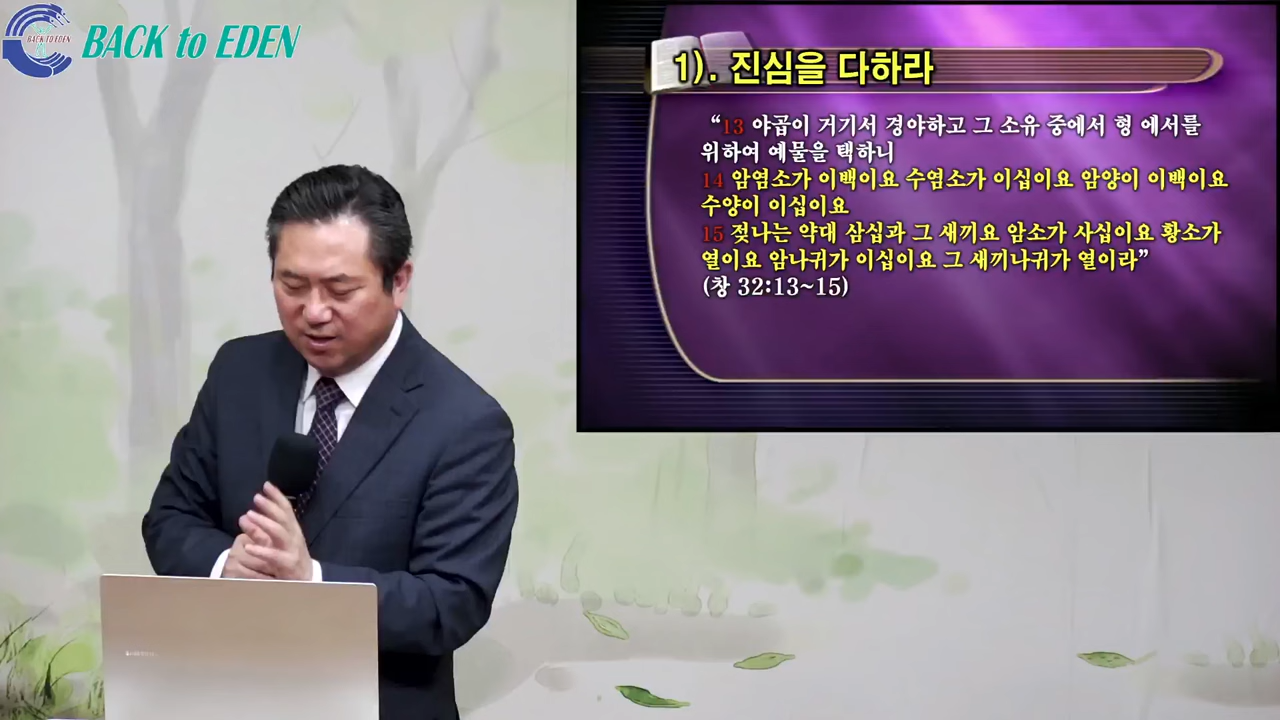 BACK TO EDEN
BACK to EDEN
1). 진심을 다하라
“13 야곱이 거기서 경야하고 그 소유 중에서 형 에서를
위하여 예물을 택하니
14 암염소가 이백이요 수염소가 이십이요 암양이 이백이요
수양이 이십이요
15 젖나는 약대 삼십과 그 새끼요 암소가 사십이요 황소가
열이요 암나귀가 이십이요 그 새끼나귀가 열이라”
(창 32:13~15)